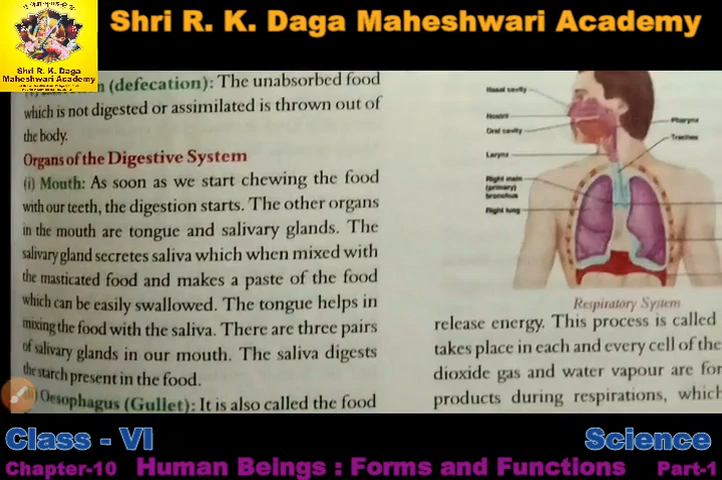 Shri R. K. Daga Maheshwari Academy
Shri R. K. Daga
Maheshwari Academy
(defecation): The unabsorbed food
which is not digested or assimilated is thrown out of
the body.
Organs of the Digestive System
(i) Mouth: As soon as we start chewing the food
with our teeth, the digestion starts. The other organs
in the mouth are tongue and salivary glands. The
salivary gland secretes saliva which when mixed with
the masticated food and makes a paste of the food
which can be easily swallowed. The tongue helps in
mixing the food with the saliva. There are three pairs
of salivary glands in our mouth. The saliva digests
the starch present in the food.
Oesophagus (Gullet): It is also called the food
Nasal cavity
Nostril
Oral cavity
Larynx
Right main
(primary)
bronchus
Right lung
Pharynx
Trachea
Respiratory System
release energy. This process is called
takes place in each and every cell of the
dioxide gas and water vapour are for
products during respirations, which
Class - VI
Science
Chapter-10 Human Beings : Forms and Functions Part-1